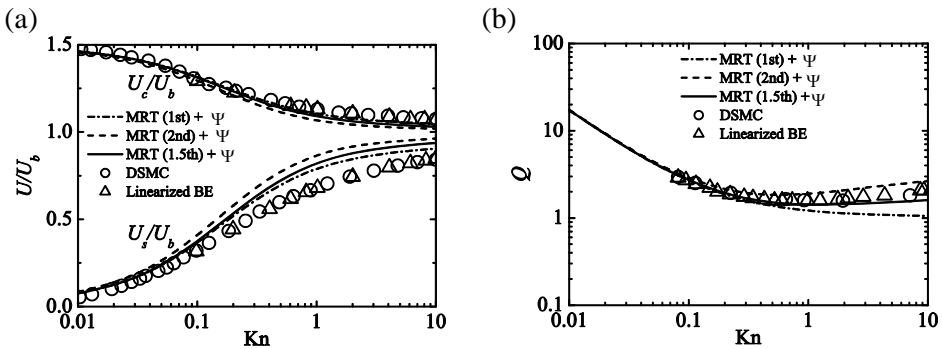 (a)
1.5
1.0
0.5
0.0
U/U_b
U_c/U_b
MRT (1st) + Ψ
MRT (2nd) + Ψ
MRT (1.5th) + Ψ
DSMC
Linearized BE
U_s/U_b
0.01 0.1 1 10
Kn
(b)
100
10
1
0.1
Q
MRT (1st) + Ψ
MRT (2nd) + Ψ
MRT (1.5th) + Ψ
DSMC
Linearized BE
0.01 0.1 1 10
Kn